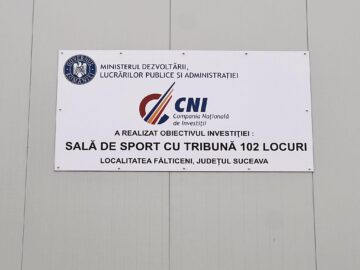 MINISTERUL DEZVOLTĂRII,
LUCRĂRILOR PUBLICE ȘI ADMINISTRAȚIEI
CNI
Compania Națională
de Investiții
A REALIZAT OBIECTIVUL INVESTIȚIEI :
SALĂ DE SPORT CU TRIBUNĂ 102 LOCURI
LOCALITATEA FĂLTICENI, JUDEȚUL SUCEAVA